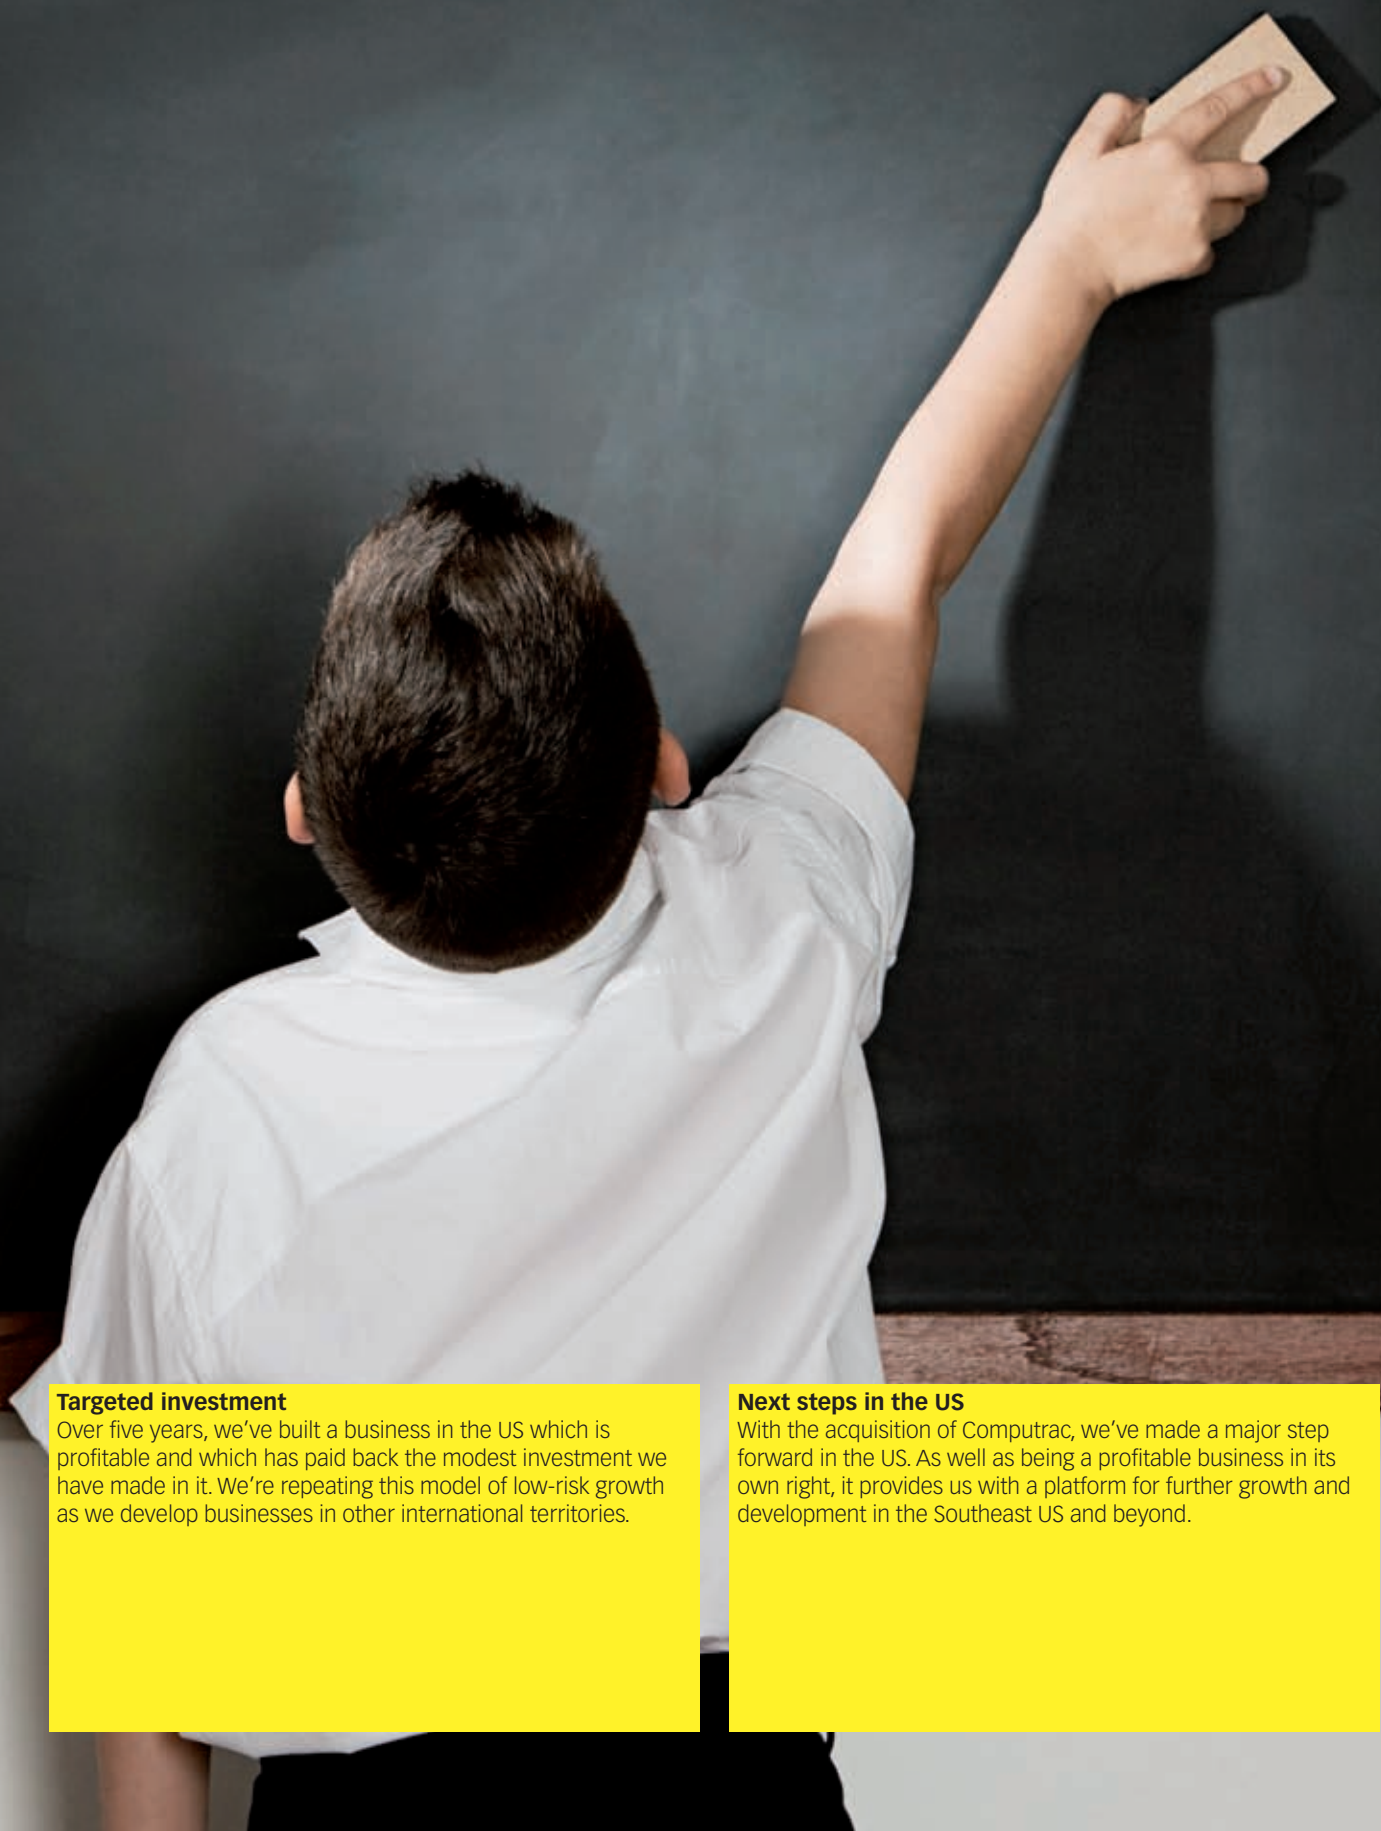 Targeted investment
Over five years, we’ve built a business in the US which is
profitable and which has paid back the modest investment we
have made in it. We’re repeating this model of low-risk growth
as we develop businesses in other international territories.
Next steps in the US
With the acquisition of Computrac, we’ve made a major step
forward in the US. As well as being a profitable business in its
own right, it provides us with a platform for further growth and
development in the Southeast US and beyond.